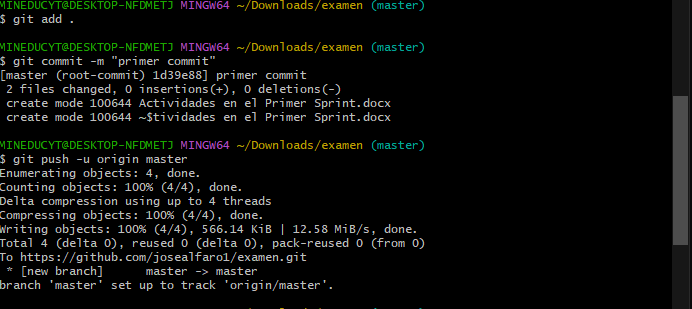 MINEDUCYT@DESKTOP-NFDMETJ MINGW64 ~/Downloads/examen (master)
$ git add .
MINEDUCYT@DESKTOP-NFDMETJ MINGW64 ~/Downloads/examen (master)
$ git commit -m "primer commit"
[master (root-commit) 1d39e88] primer commit
 2 files changed, 0 insertions(+), 0 deletions(-)
 create mode 100644 Actividades en el Primer Sprint.docx
 create mode 100644 ~$tividades en el Primer Sprint.docx
MINEDUCYT@DESKTOP-NFDMETJ MINGW64 ~/Downloads/examen (master)
$ git push -u origin master
Enumerating objects: 4, done.
Counting objects: 100% (4/4), done.
Delta compression using up to 4 threads
Compressing objects: 100% (4/4), done.
Writing objects: 100% (4/4), 566.14 KiB | 12.58 MiB/s, done.
Total 4 (delta 0), reused 0 (delta 0), pack-reused 0 (from 0)
To https://github.com/josealfaro1/examen.git
 * [new branch]      master -> master
branch 'master' set up to track 'origin/master'.